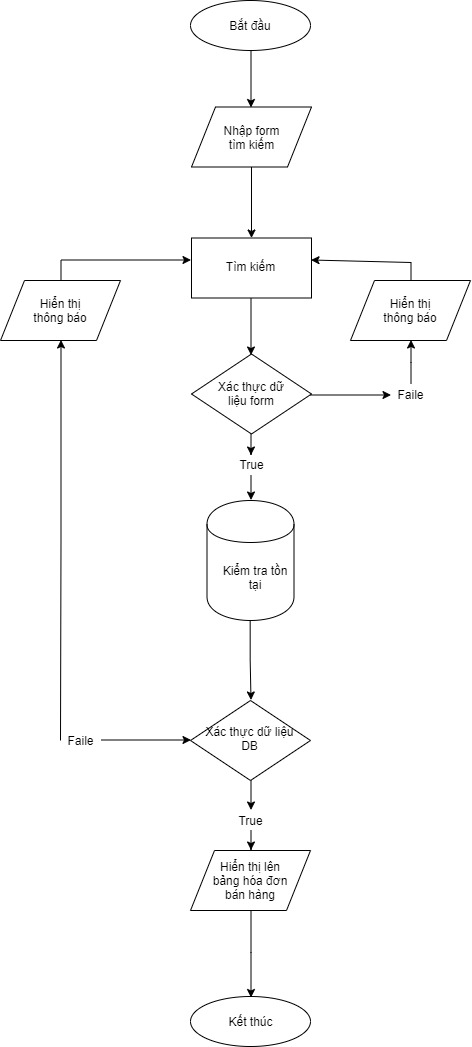 Bắt đầu
Nhập form
tìm kiếm
Tìm kiếm
Hiển thị
thông báo
Hiển thị
thông báo
Xác thực dữ
liệu form
Faile
True
Kiểm tra tồn
tại
Xác thực dữ liệu
DB
Faile
True
Hiển thị lên
bảng hóa đơn
bán hàng
Kết thúc